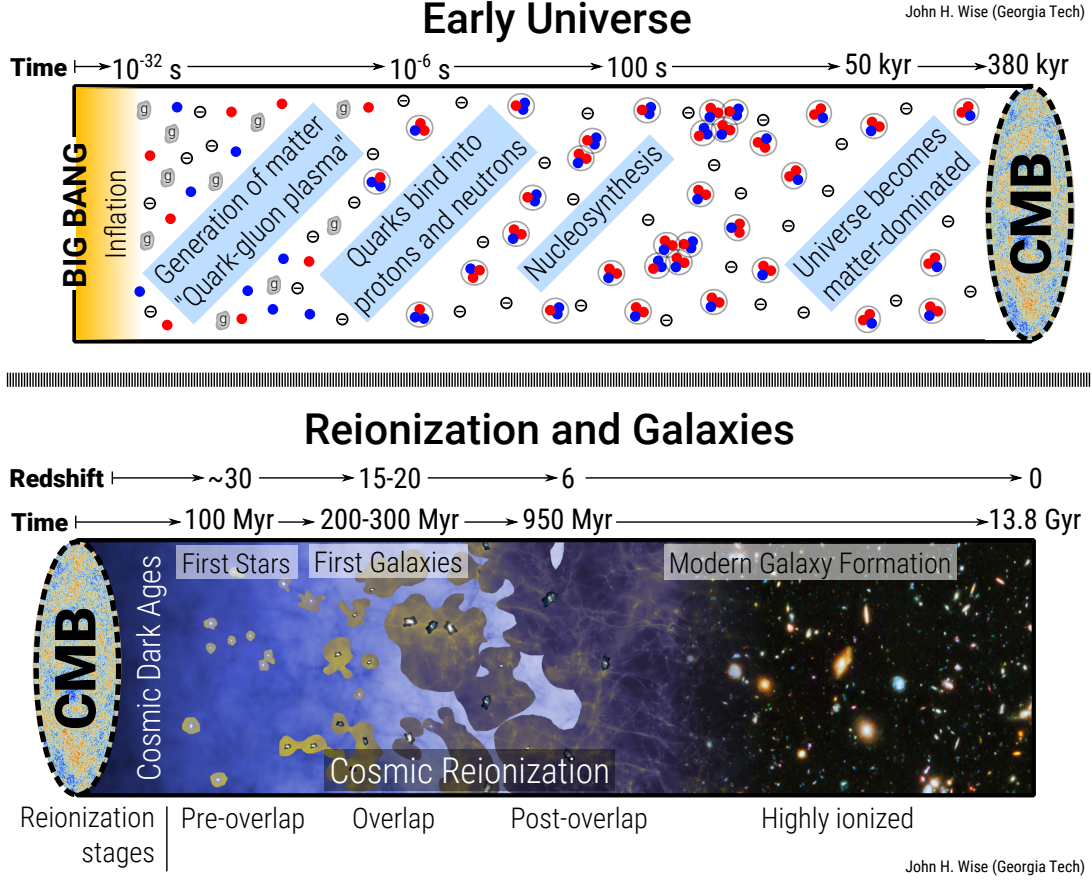 Early Universe
John H. Wise (Georgia Tech)
Time 10⁻³² s 10⁻⁶ s 100 s 50 kyr 380 kyr
BIG BANG
Inflation
g
g
g
g
g
g
g
g
g
g
Generation of matter
"Quark-gluon plasma"
Quarks bind into
protons and neutrons
Nucleosynthesis
Universe becomes
matter-dominated
CMB
Reionization and Galaxies
Redshift ~30 15-20 6 0
Time 100 Myr 200-300 Myr 950 Myr 13.8 Gyr
CMB
Cosmic Dark Ages
First Stars
First Galaxies
Modern Galaxy Formation
Cosmic Reionization
Reionization
stages
Pre-overlap Overlap Post-overlap Highly ionized
John H. Wise (Georgia Tech)